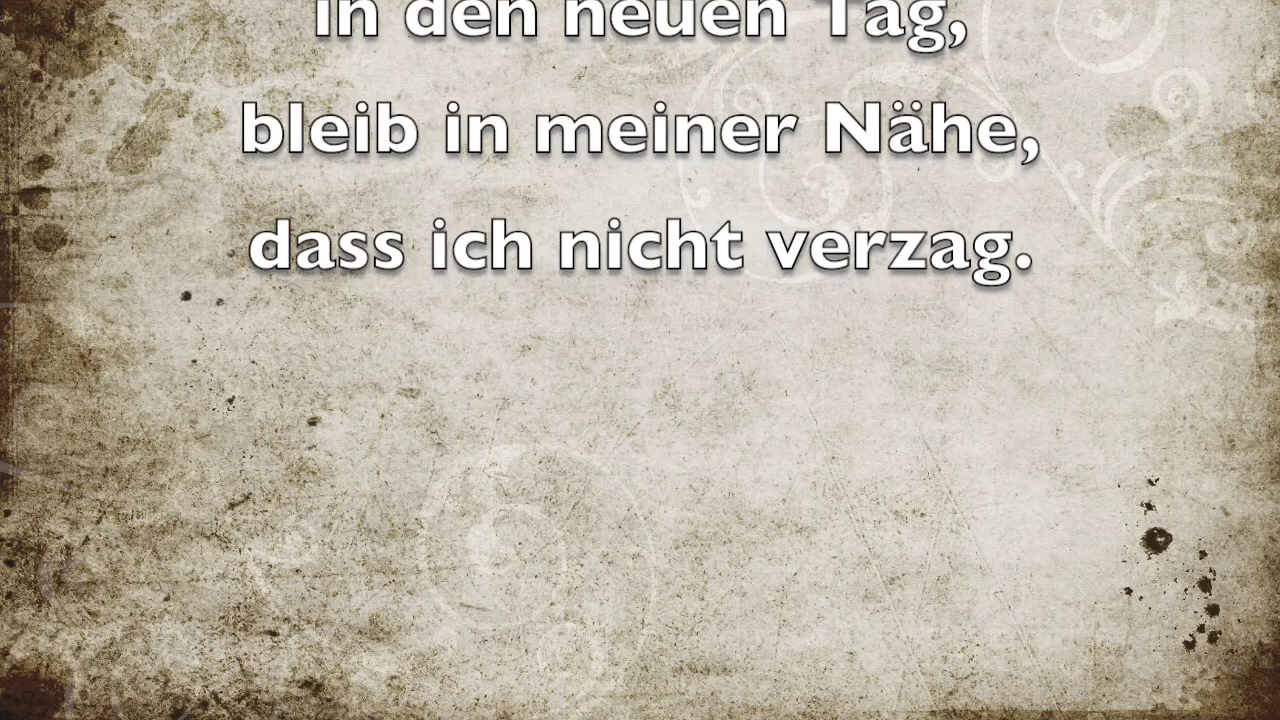 in den neuen Tag,
bleib in meiner Nähe,
dass ich nicht verzag.